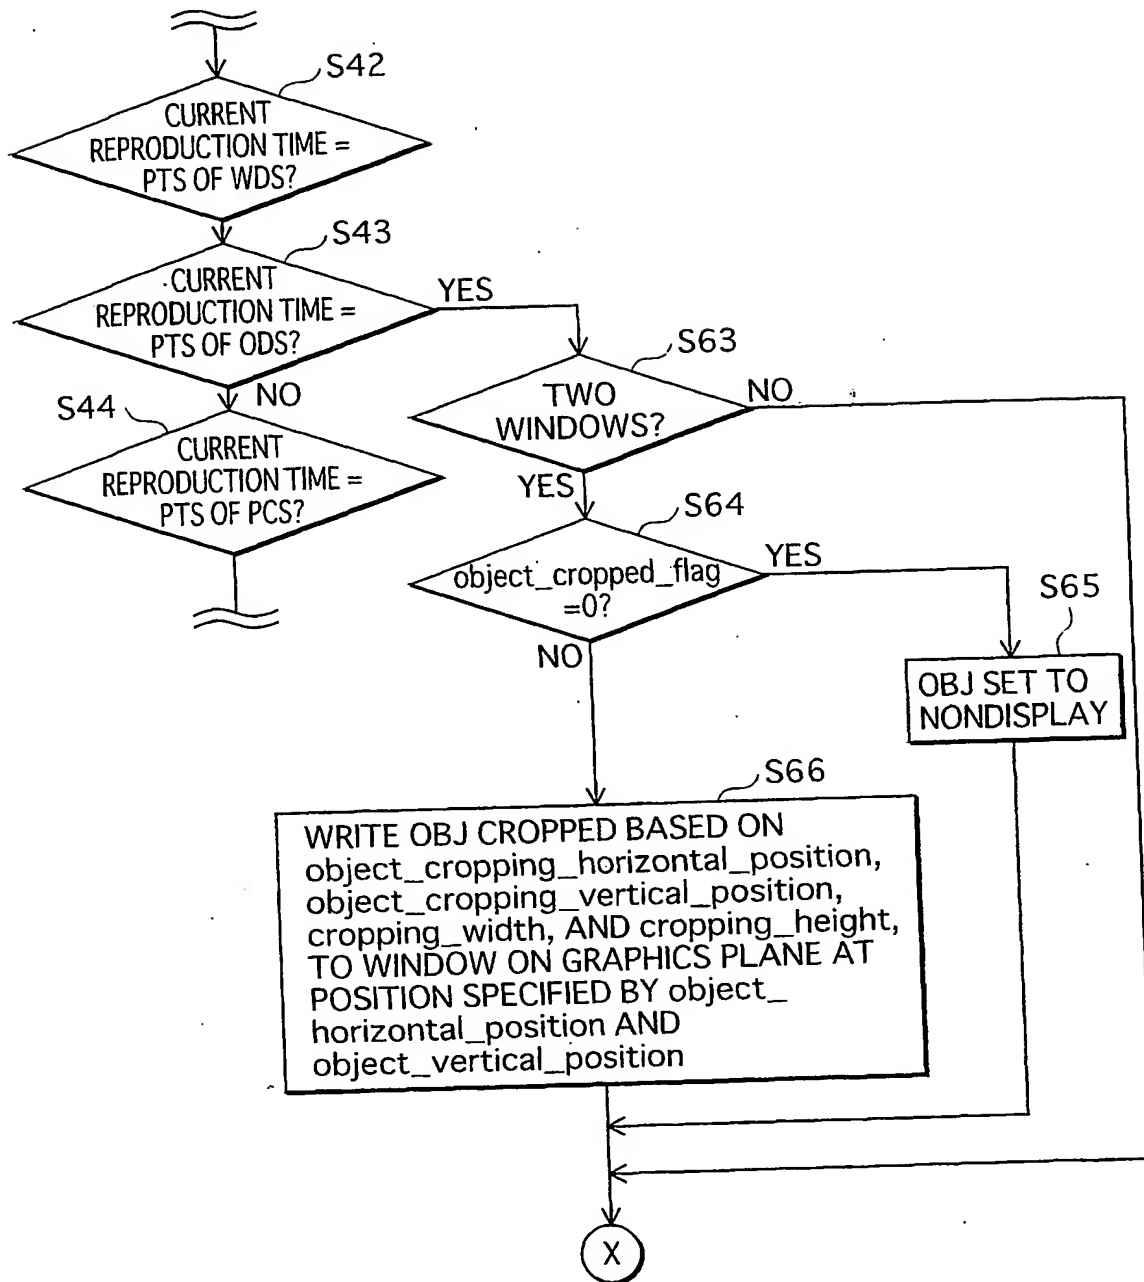 S42
CURRENT
REPRODUCTION TIME =
PTS OF WDS?
S43
CURRENT
REPRODUCTION TIME =
PTS OF ODS?
YES
NO
S44
CURRENT
REPRODUCTION TIME =
PTS OF PCS?
S63
TWO
WINDOWS?
NO
YES
S64
object_cropped_flag
=0?
YES
NO
S65
OBJ SET TO
NONDISPLAY
S66
WRITE OBJ CROPPED BASED ON
object_cropping_horizontal_position,
object_cropping_vertical_position,
cropping_width, AND cropping_height,
TO WINDOW ON GRAPHICS PLANE AT
POSITION SPECIFIED BY object_
horizontal_position AND
object_vertical_position
X